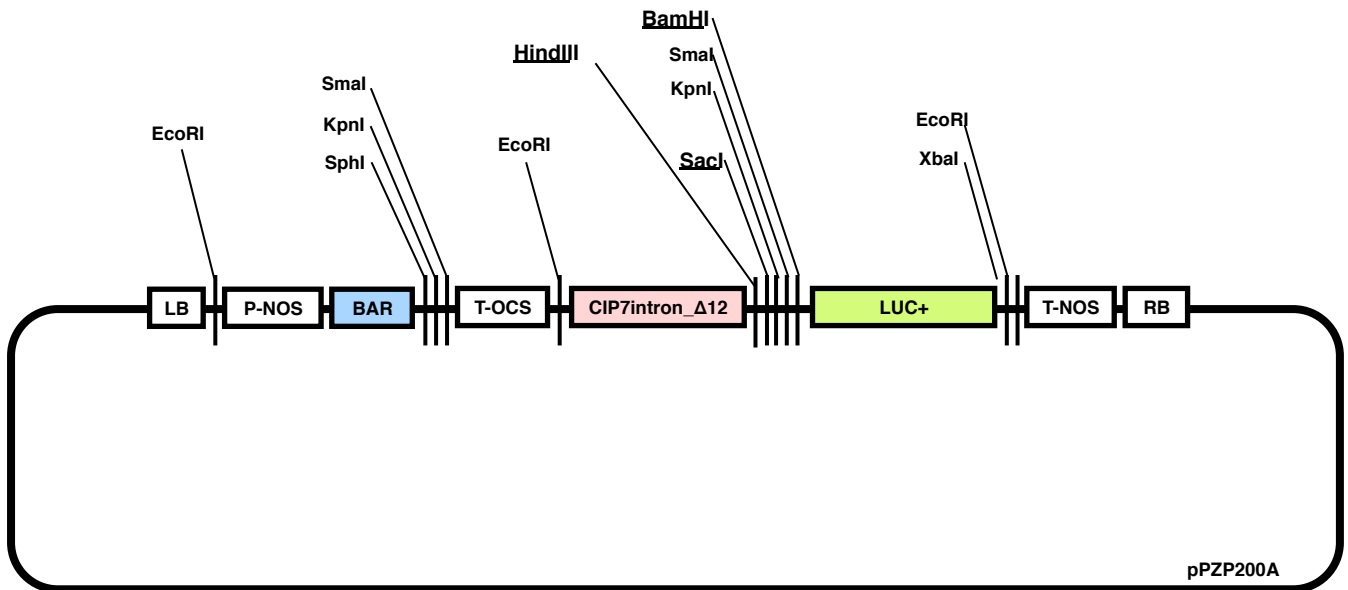 BamHI
HindIII
SmaI
SmaI
KpnI
EcoRI
KpnI
EcoRI
EcoRI
SphI
SacI
XbaI
LB
P-NOS
BAR
T-OCS
CIP7intron_Δ12
LUC+
T-NOS
RB
pPZP200A